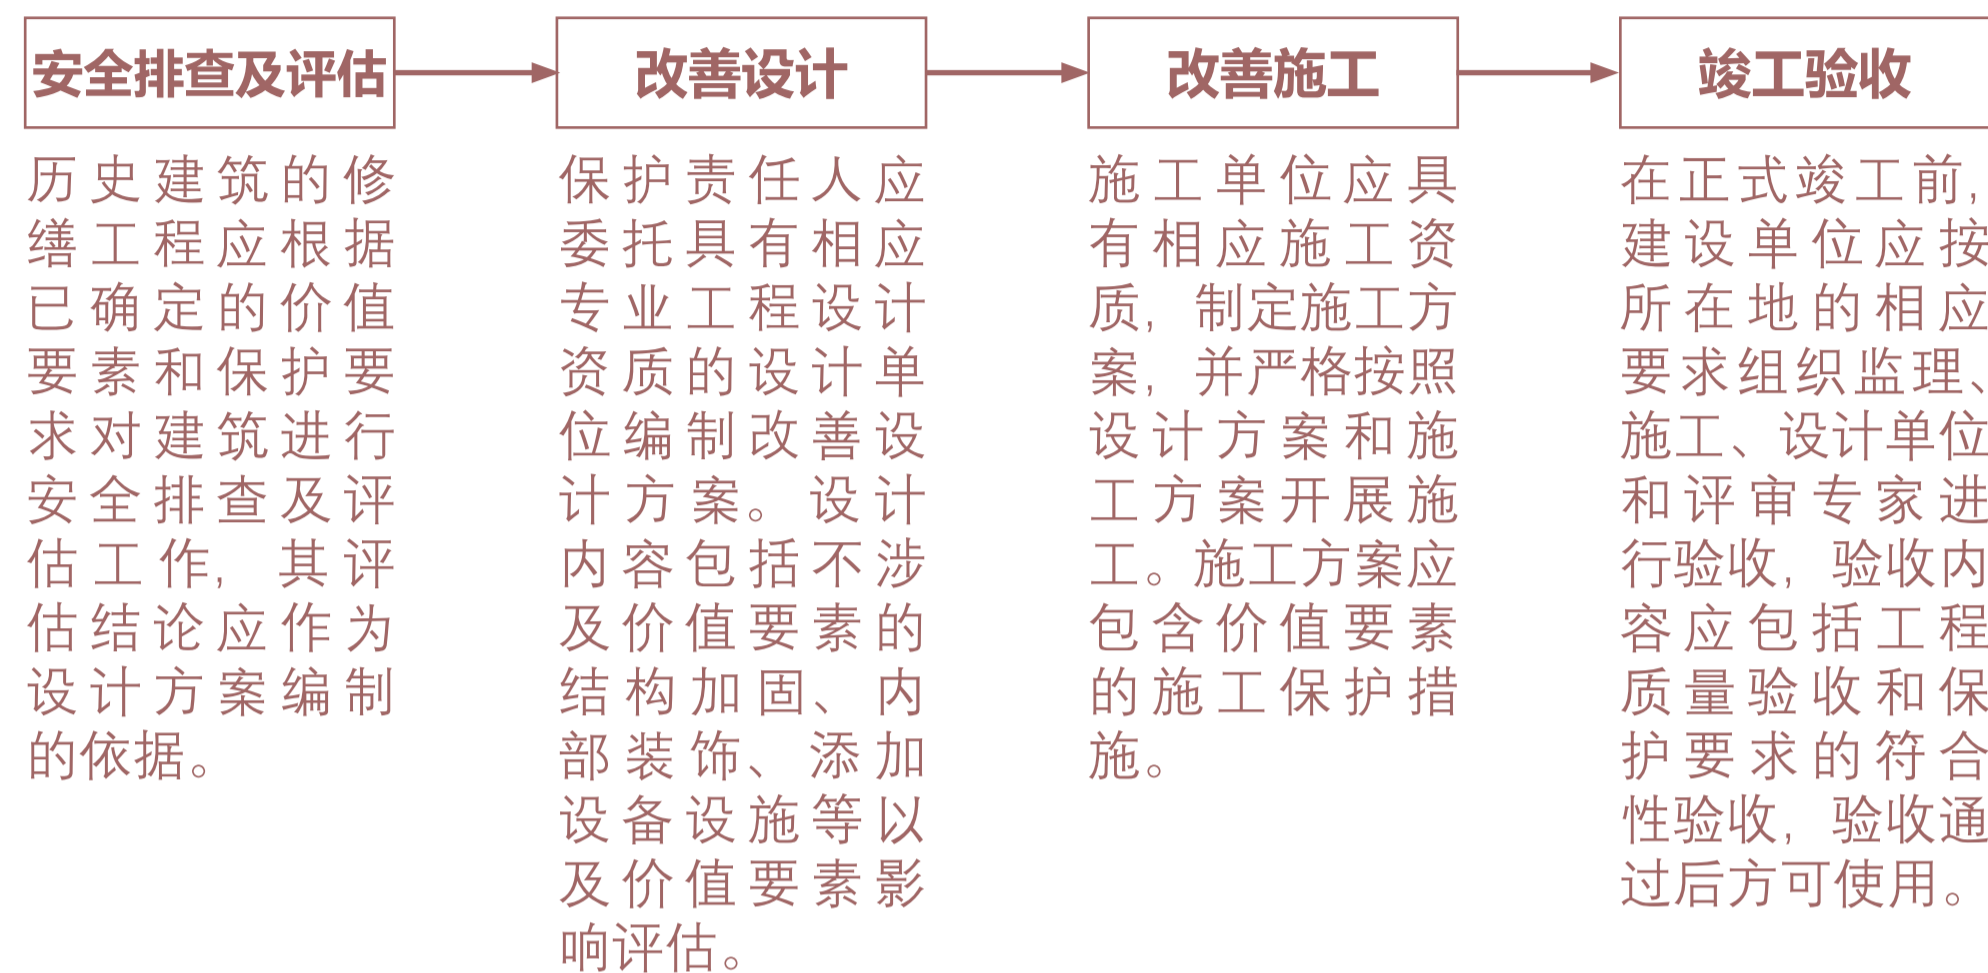 安全排查及评估
历史建筑的修
缮工程应根据
已确定的价值
要素和保护要
求对建筑进行
安全排查及评
估工作，其评
估结论应作为
设计方案编制
的依据。
改善设计
保护责任人应
委托具有相应
专业工程设计
资质的设计单
位编制改善设
计方案。设计
内容包括不涉
及价值要素的
结构加固、内
部装饰、添加
设备设施等以
及价值要素影
响评估。
改善施工
施工单位应具
有相应施工资
质，制定施工方
案，并严格按照
设计方案和施
工方案开展施
工。施工方案应
包含价值要素
的施工保护措
施。
竣工验收
在正式竣工前，
建设单位应按
所在地的相应
要求组织监理、
施工、设计单位
和评审专家进
行验收，验收内
容应包括工程
质量验收和保
护要求的符合
性验收，验收通
过后方可使用。